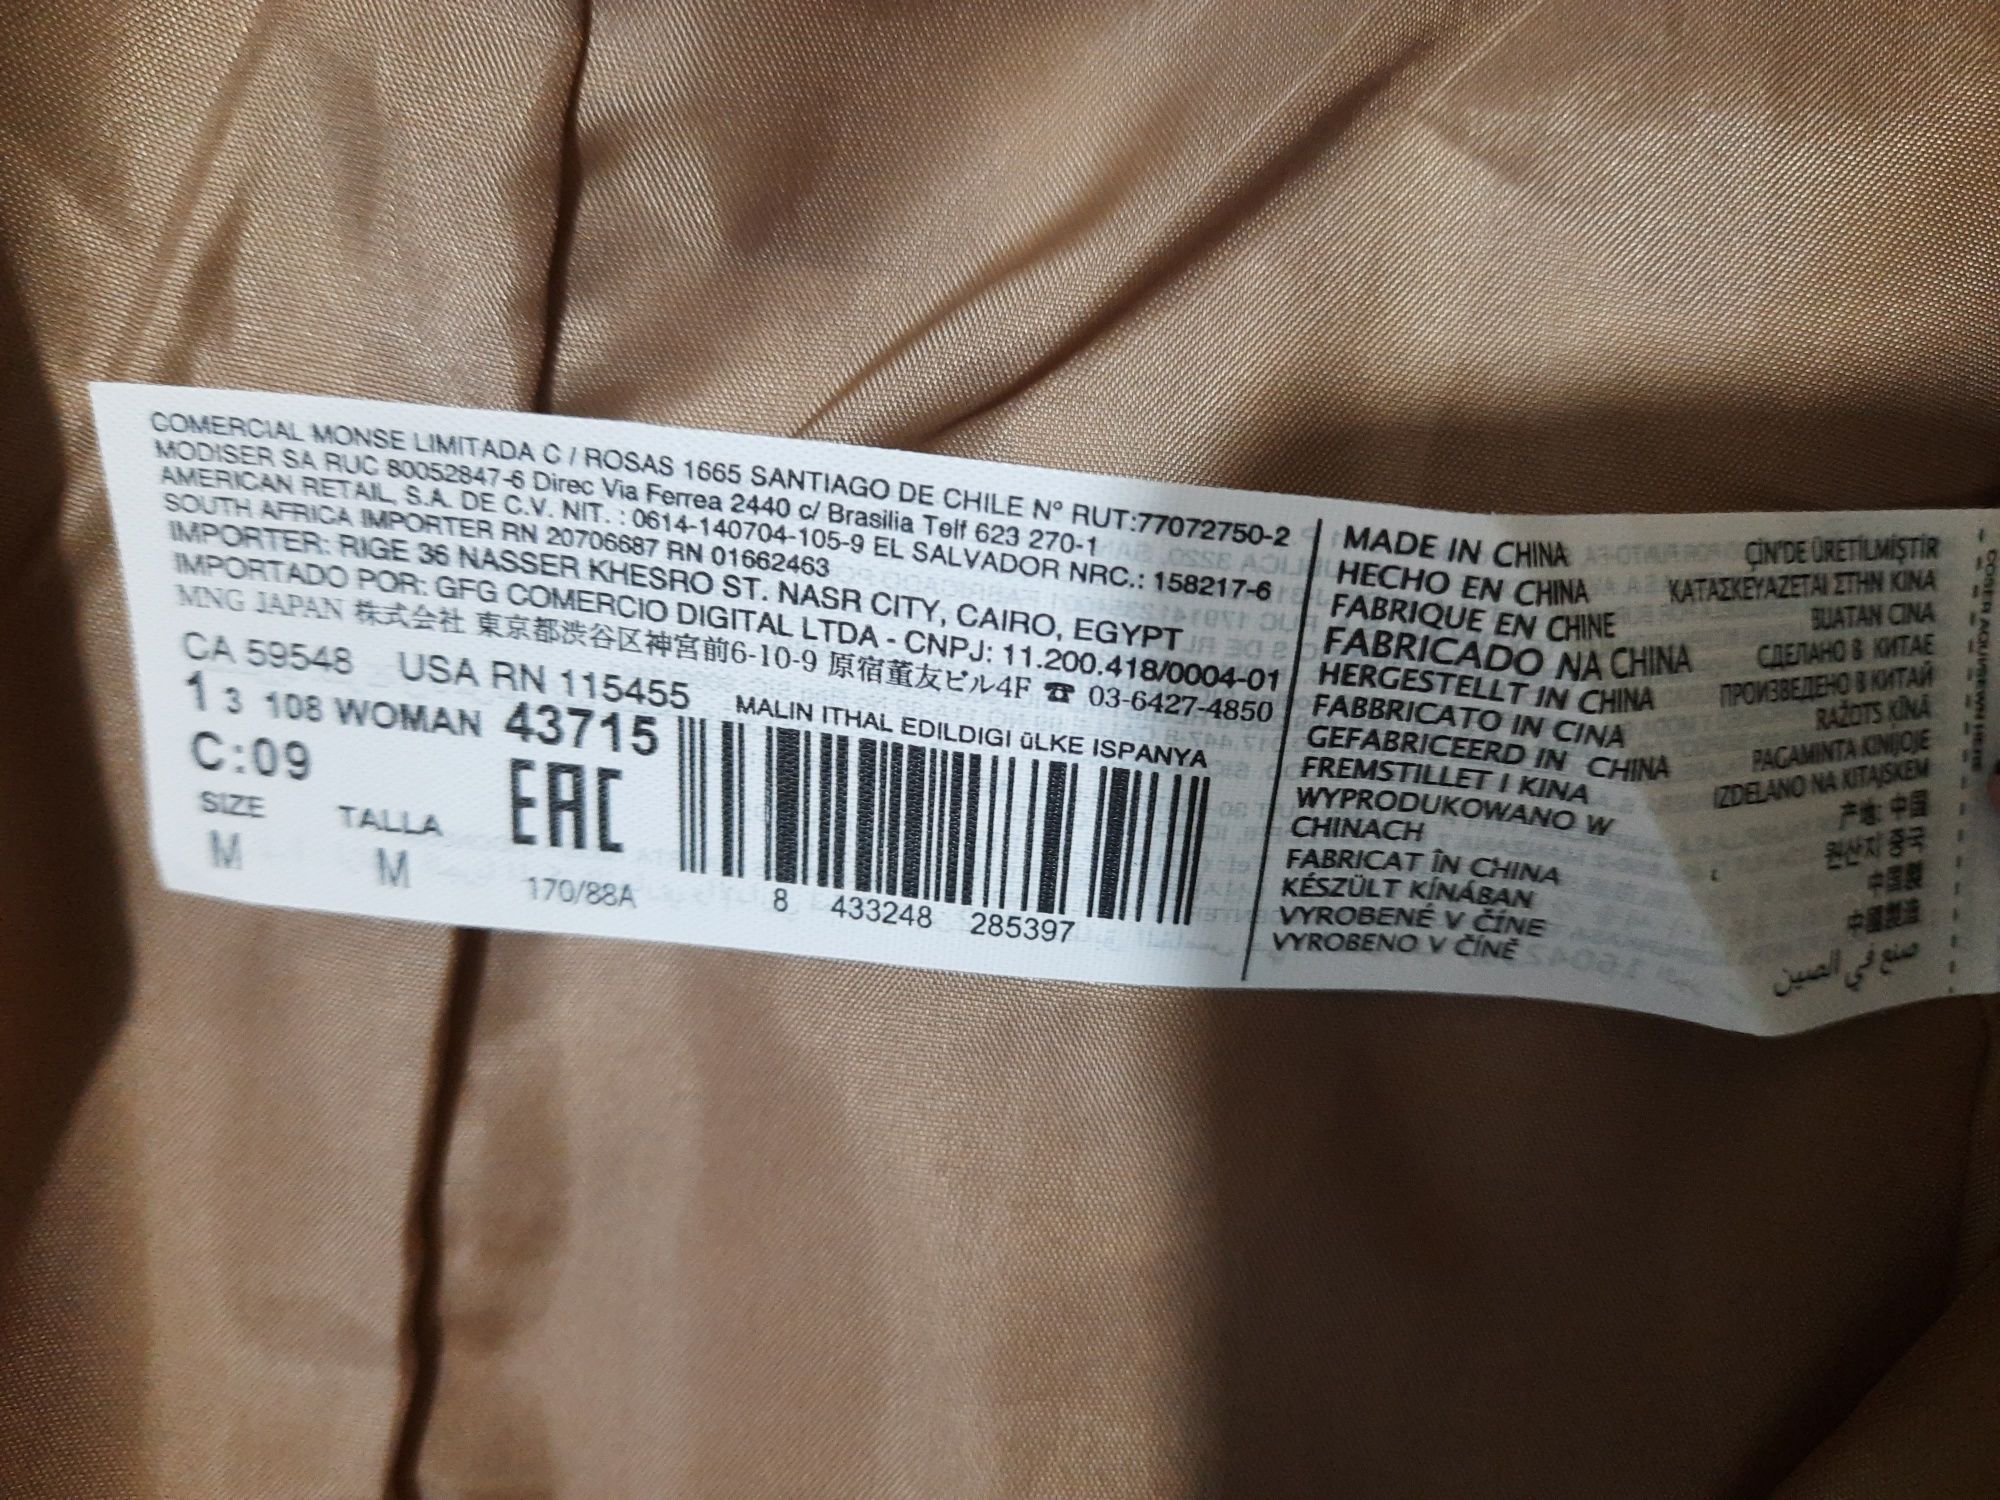 COMERCIAL MONSE LIMITADA C / ROSAS 1665 SANTIAGO DE CHILE Nº RUT:77072750-2
MODISER SA RUC 80052847-6 Direc Via Ferrea 2440 c/ Brasilia Telf 623 270-1
AMERICAN RETAIL, S.A. DE C.V. NIT. : 0614-140704-105-9 EL SALVADOR NRC.: 158217-6
SOUTH AFRICA IMPORTER RN 20706687 RN 01662463
IMPORTER: RIGE 36 NASSER KHESRO ST. NASR CITY, CAIRO, EGYPT
IMPORTADO POR: GFG COMERCIO DIGITAL LTDA - CNPJ: 11.200.418/0004-01
MNG JAPAN 株式会社 東京都渋谷区神宮前6-10-9 原宿董友ビル4F ☎ 03-6427-4850
CA 59548 USA RN 115455
MALIN ITHAL EDILDIGI üLKE ISPANYA
1 3 108 WOMAN 43715
C:09
EAC
SIZE TALLA
M M
170/88A
8 433248 285397
MADE IN CHINA
HECHO EN CHINA
FABRIQUE EN CHINE
FABRICADO NA CHINA
HERGESTELLT IN CHINA
FABBRICATO IN CINA
GEFABRICEERD IN CHINA
FREMSTILLET I KINA
WYPRODUKOWANO W
CHINACH
FABRICAT ÎN CHINA
KÉSZÜLT KÍNÁBAN
VYROBENÉ V ČÍNE
VYROBENO V ČÍNĚ
ÇİN'DE ÜRETİLMİŞTİR
ΚΑΤΑΣΚΕΥΑΖΕΤΑΙ ΣΤΗΝ ΚΙΝΑ
BUATAN CINA
СДЕЛАНО В КИТАЕ
ПРОИЗВЕДЕНО В КИТАЙ
RAŽOTS ĶĪNĀ
PAGAMINTA KINIJOJE
IZDELANO NA KITAJSKEM
产地: 中国
원산지 중국
中国製
中國製造
صنع في الصين